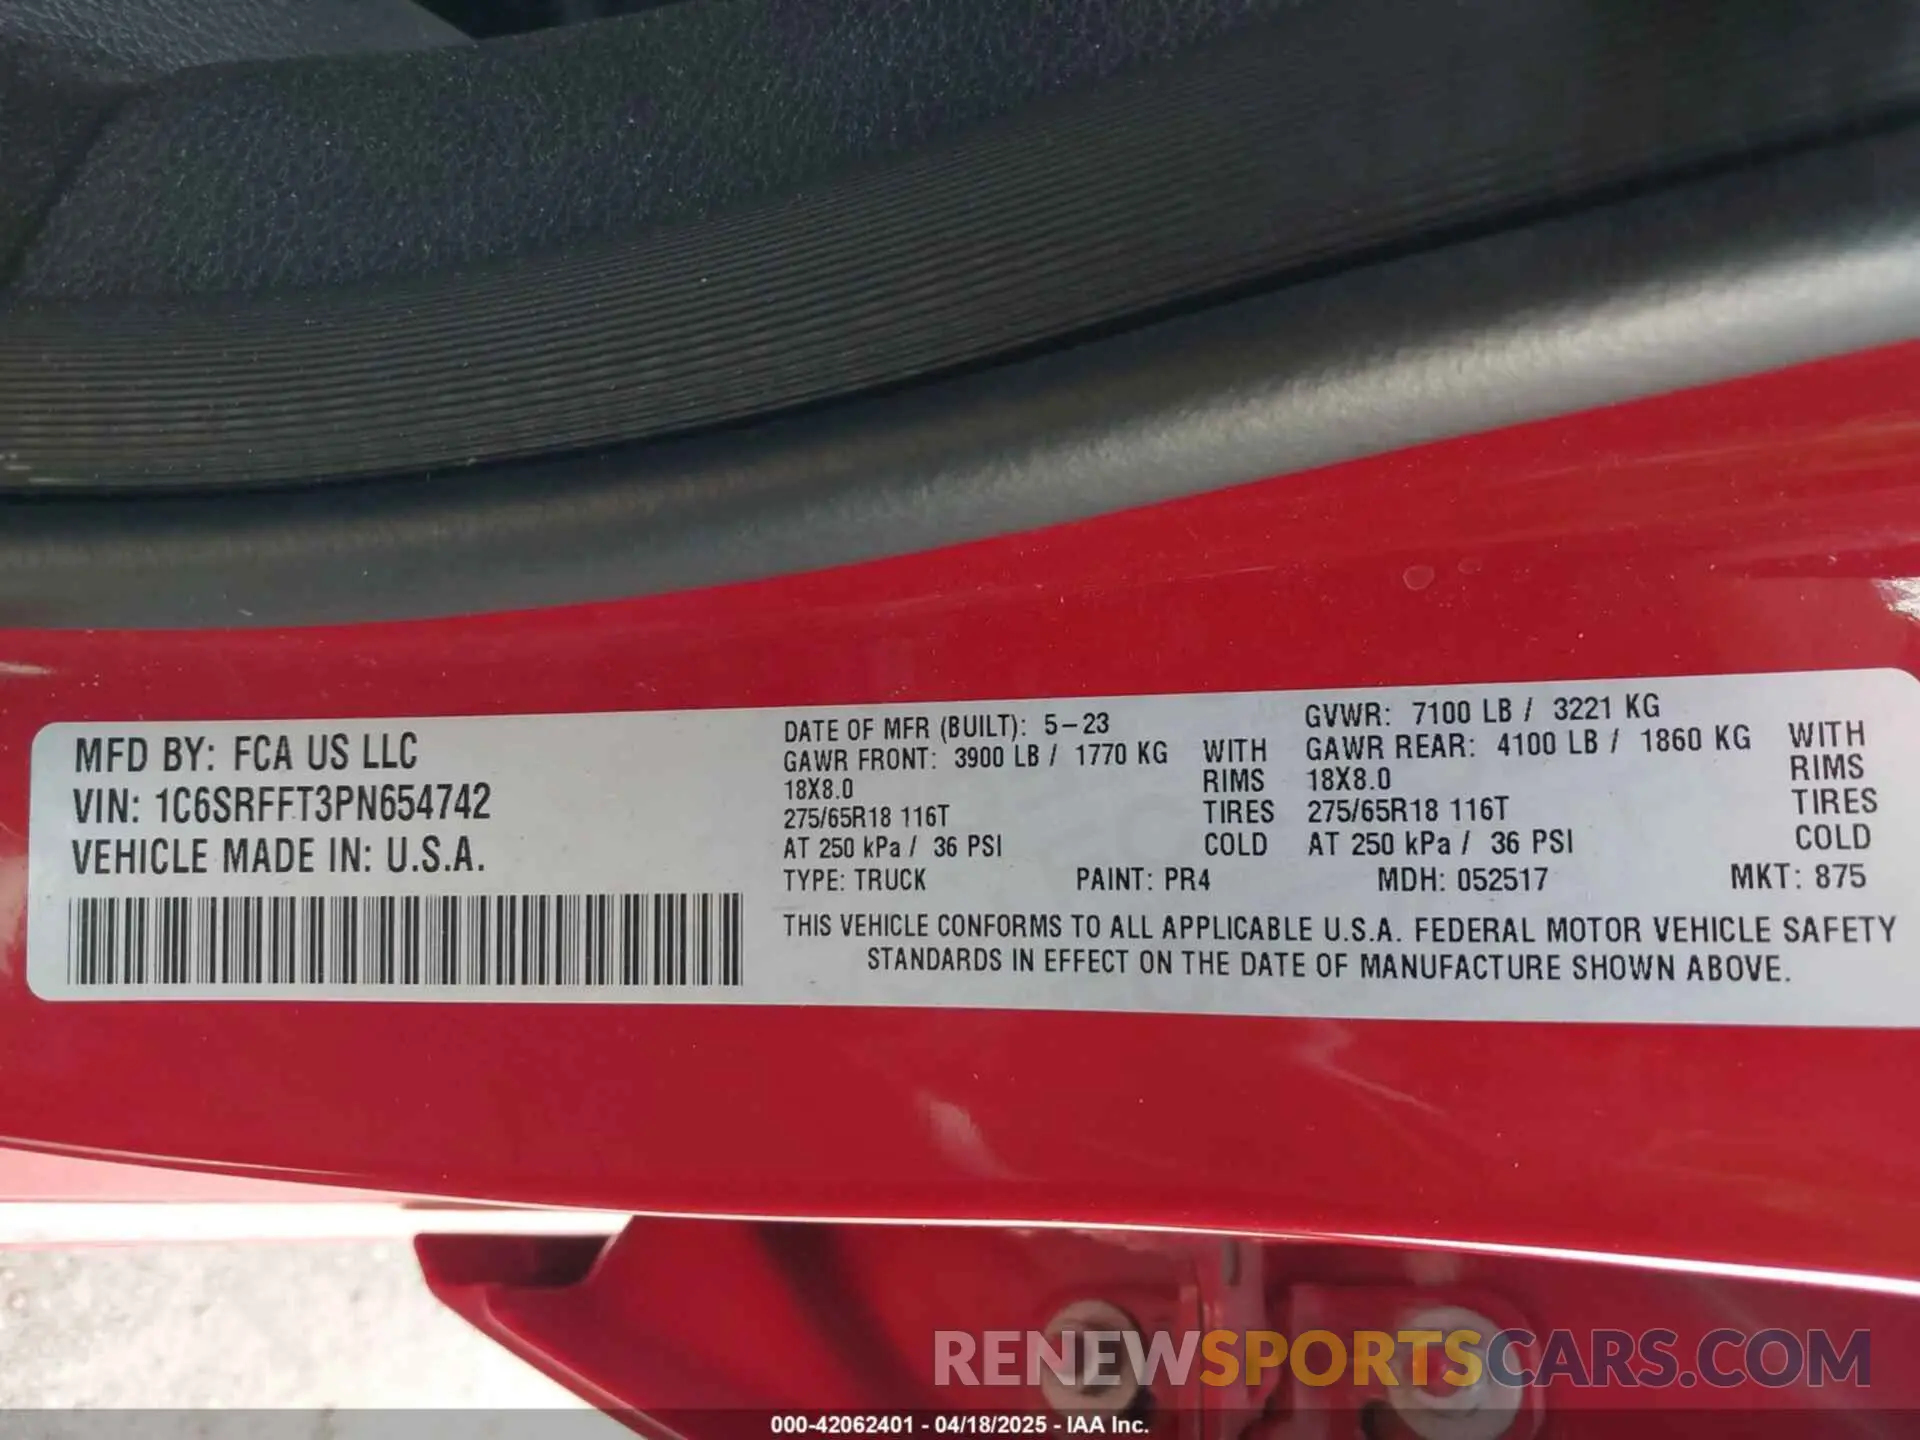 MFD BY: FCA US LLC
VIN: 1C6SRFFT3PN654742
VEHICLE MADE IN: U.S.A.
DATE OF MFR (BUILT): 5-23
GVWR: 7100 LB / 3221 KG
GAWR FRONT: 3900 LB / 1770 KG WITH
GAWR REAR: 4100 LB / 1860 KG WITH
18X8.0 RIMS
18X8.0 RIMS
275/65R18 116T TIRES
275/65R18 116T TIRES
AT 250 kPa / 36 PSI COLD
AT 250 kPa / 36 PSI COLD
TYPE: TRUCK PAINT: PR4 MDH: 052517 MKT: 875
THIS VEHICLE CONFORMS TO ALL APPLICABLE U.S.A. FEDERAL MOTOR VEHICLE SAFETY
STANDARDS IN EFFECT ON THE DATE OF MANUFACTURE SHOWN ABOVE.
RENEWSPORTSCARS.COM
000-42062401 - 04/18/2025 - IAA Inc.